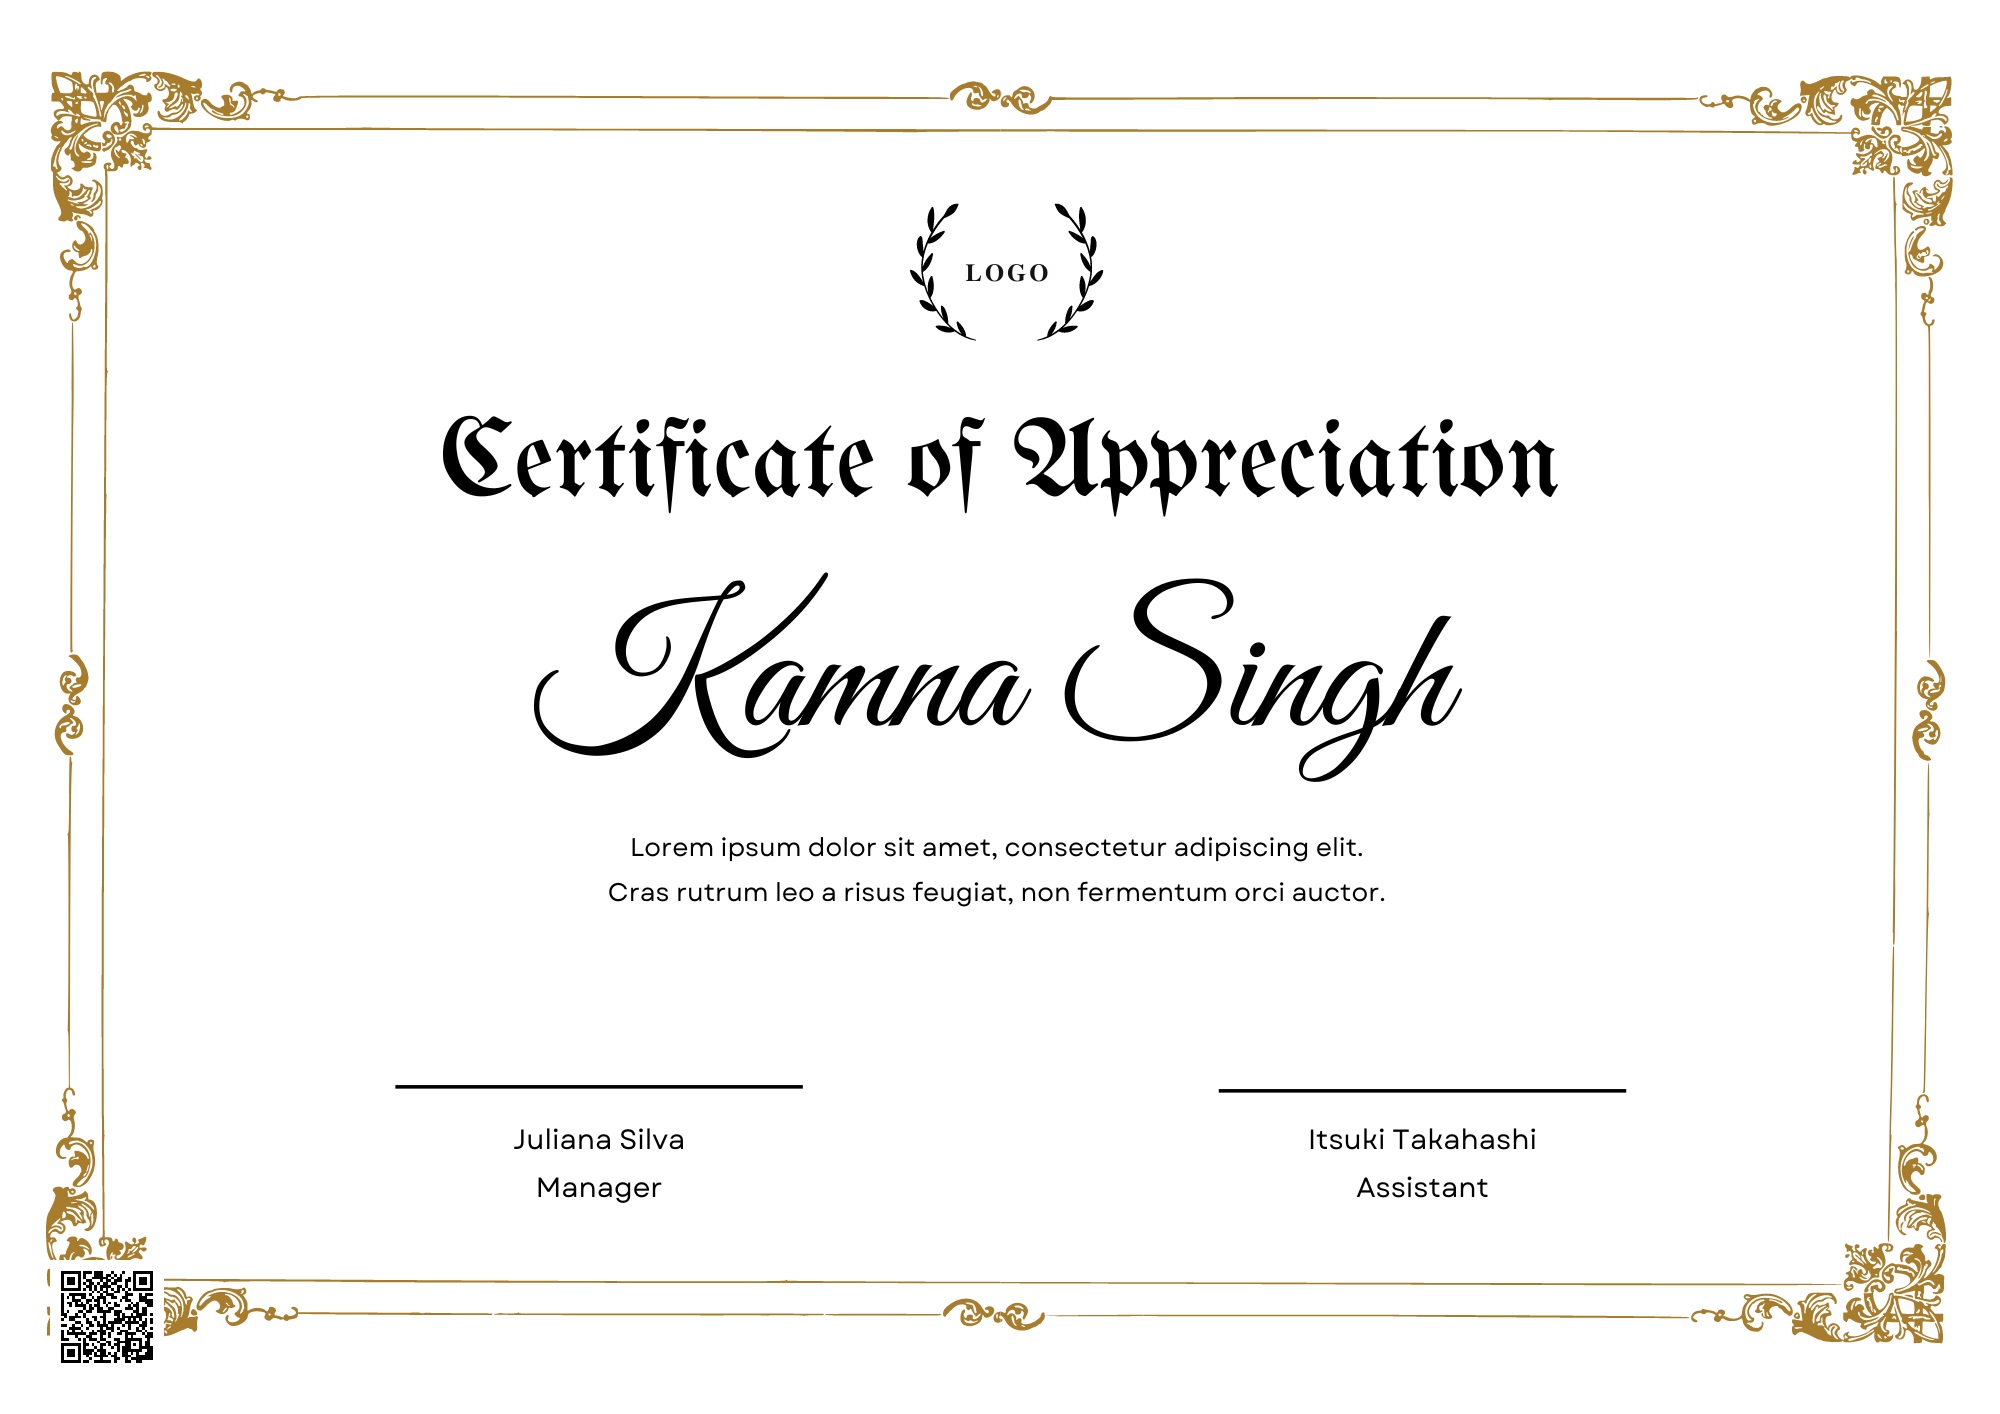 LOGO
Certificate of Appreciation
Kamna Singh
Lorem ipsum dolor sit amet, consectetur adipiscing elit.
Cras rutrum leo a risus feugiat, non fermentum orci auctor.
Juliana Silva
Manager
Itsuki Takahashi
Assistant